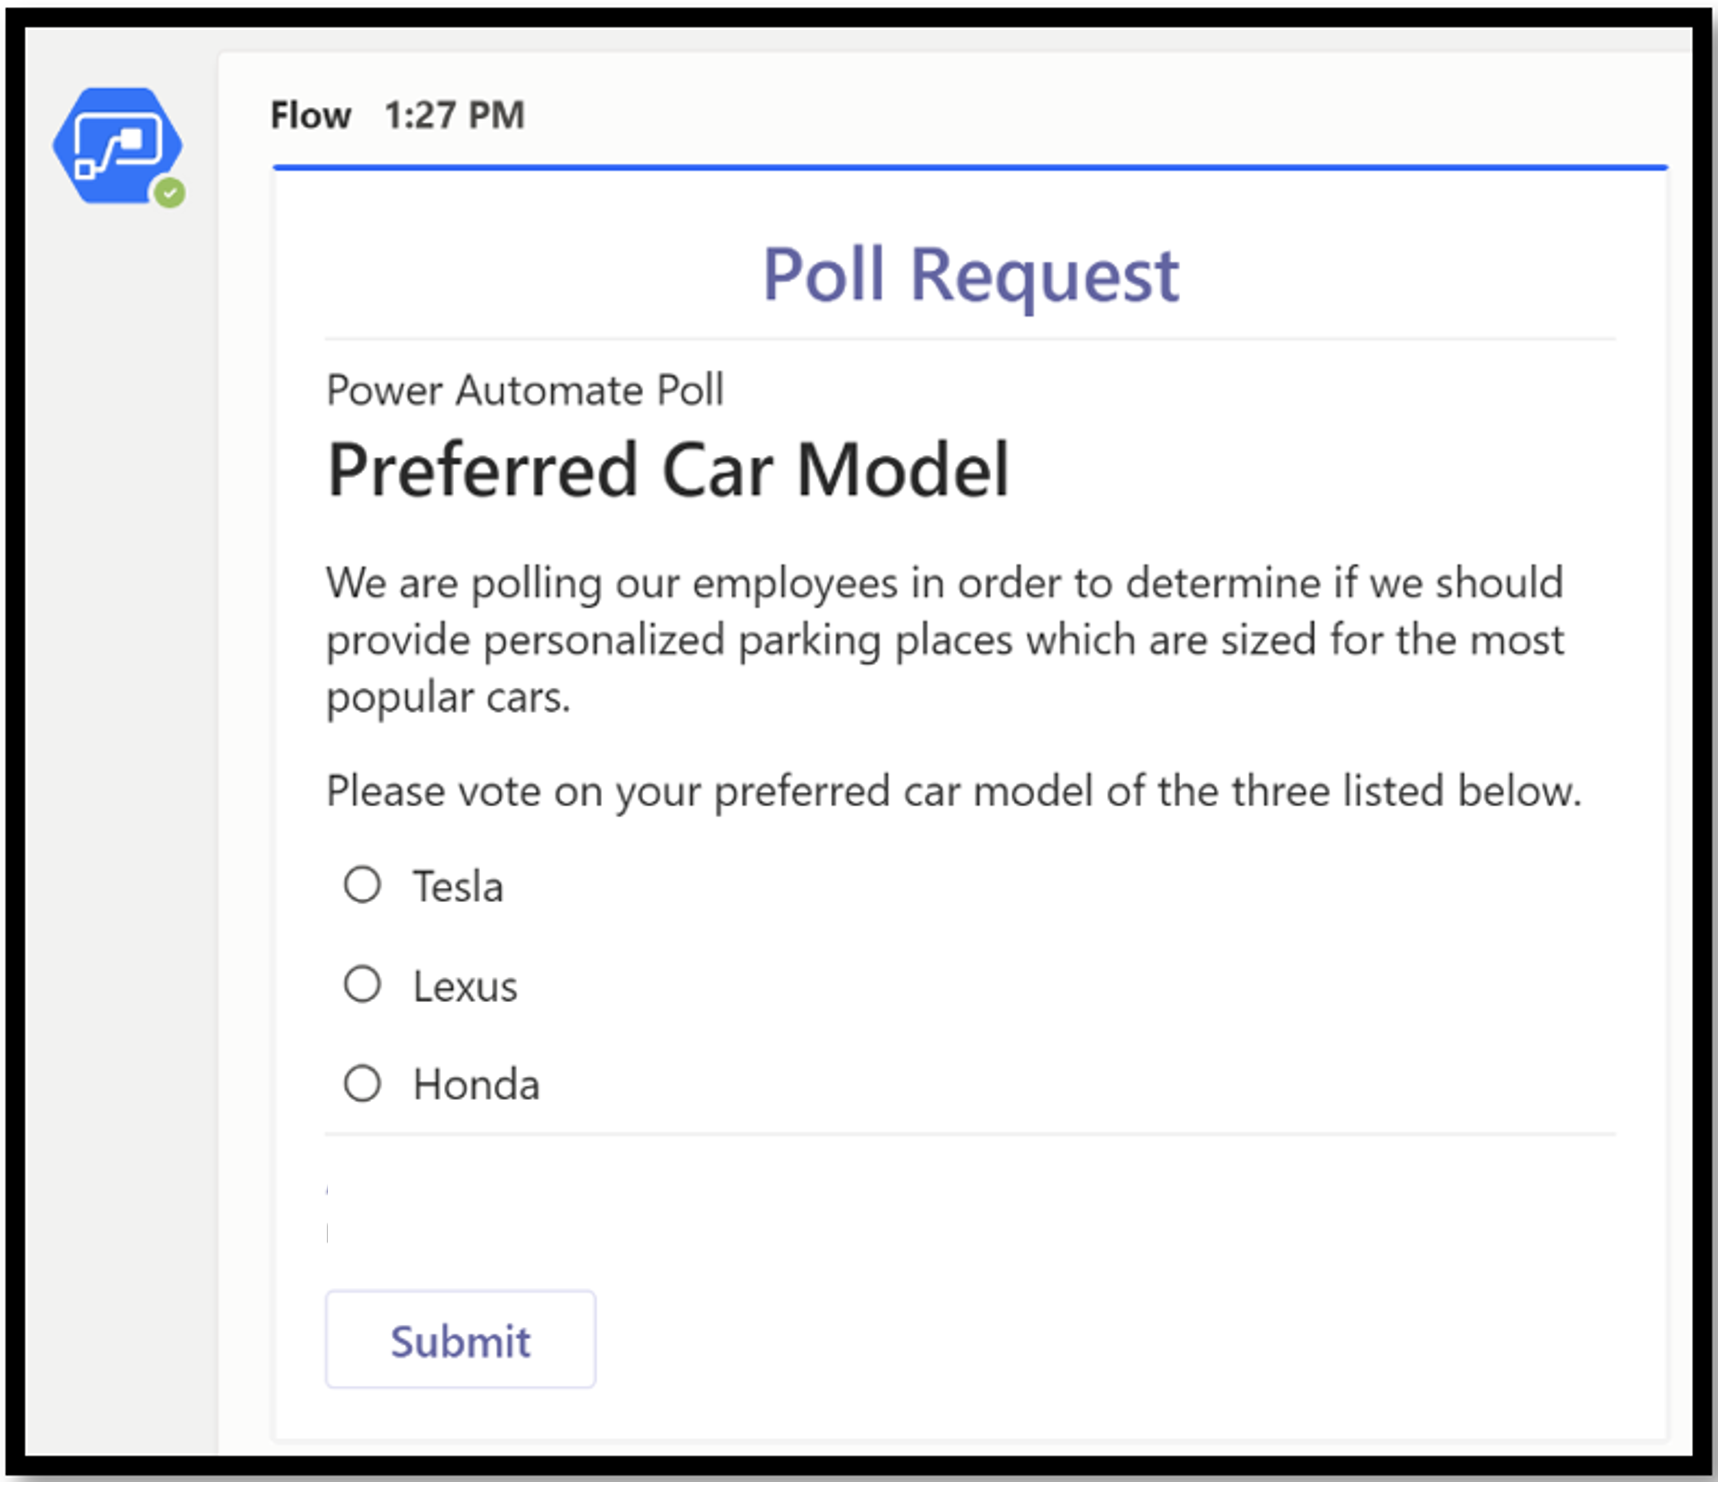 Flow 1:27 PM
Poll Request
Power Automate Poll
Preferred Car Model
We are polling our employees in order to determine if we should
provide personalized parking places which are sized for the most
popular cars.
Please vote on your preferred car model of the three listed below.
Tesla
Lexus
Honda
Submit